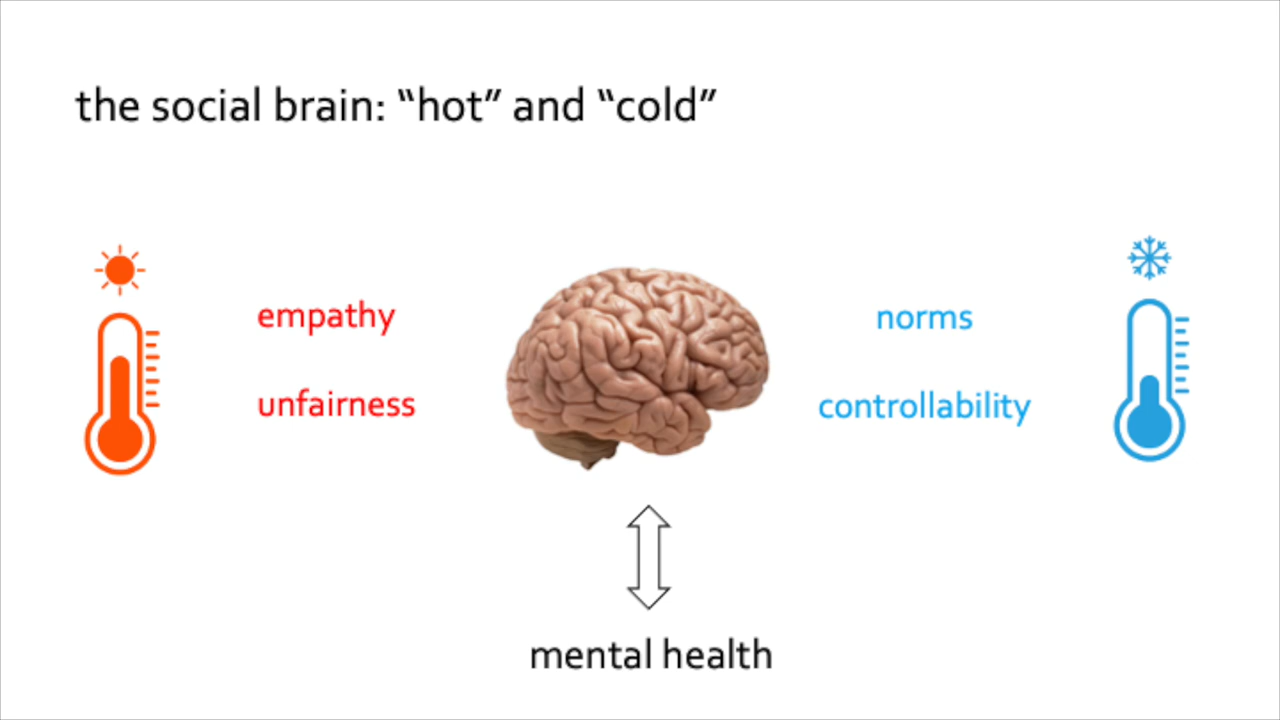 the social brain: “hot” and “cold”
empathy
unfairness
norms
controllability
mental health